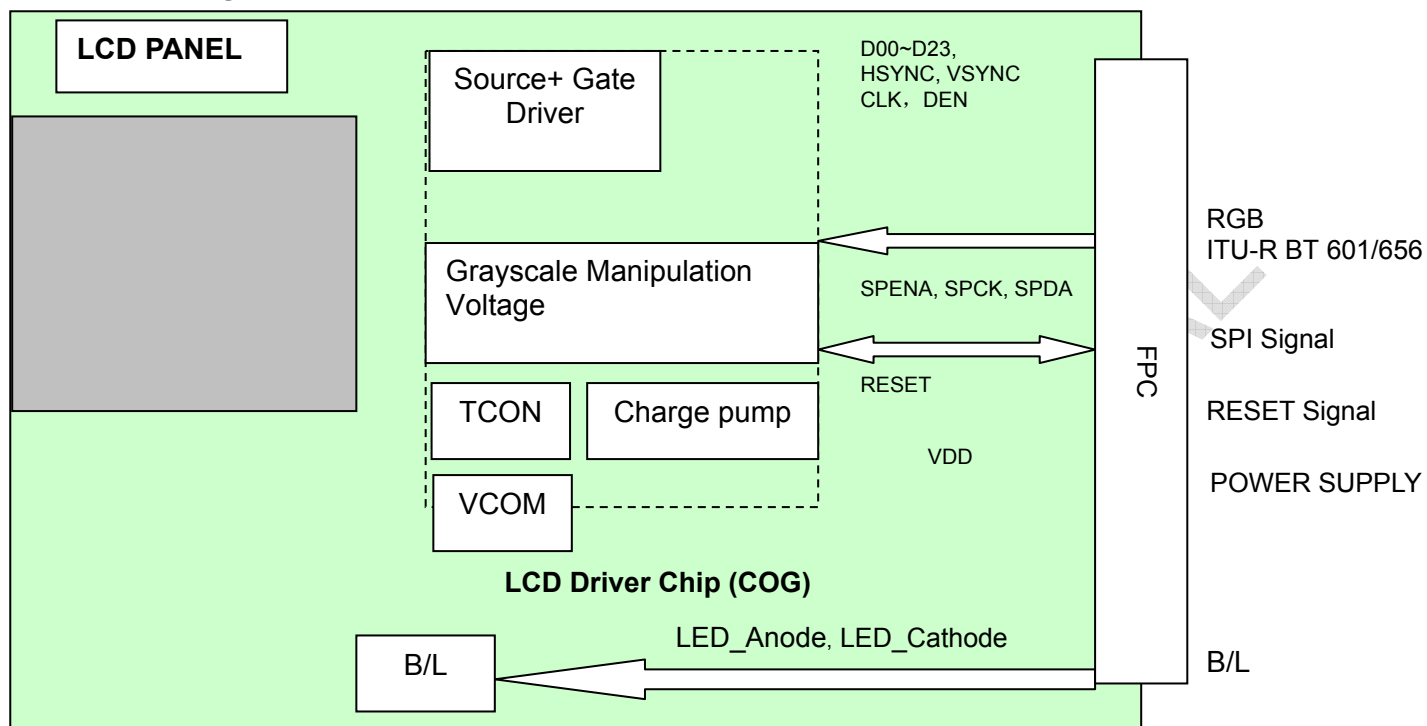 LCD PANEL
Source+ Gate
Driver
D00~D23,
HSYNC, VSYNC
CLK，DEN
Grayscale Manipulation
Voltage
SPENA, SPCK, SPDA
RESET
TCON
Charge pump
VDD
VCOM
LCD Driver Chip (COG)
LED_Anode, LED_Cathode
B/L
FPC
RGB
ITU-R BT 601/656
SPI Signal
RESET Signal
POWER SUPPLY
B/L